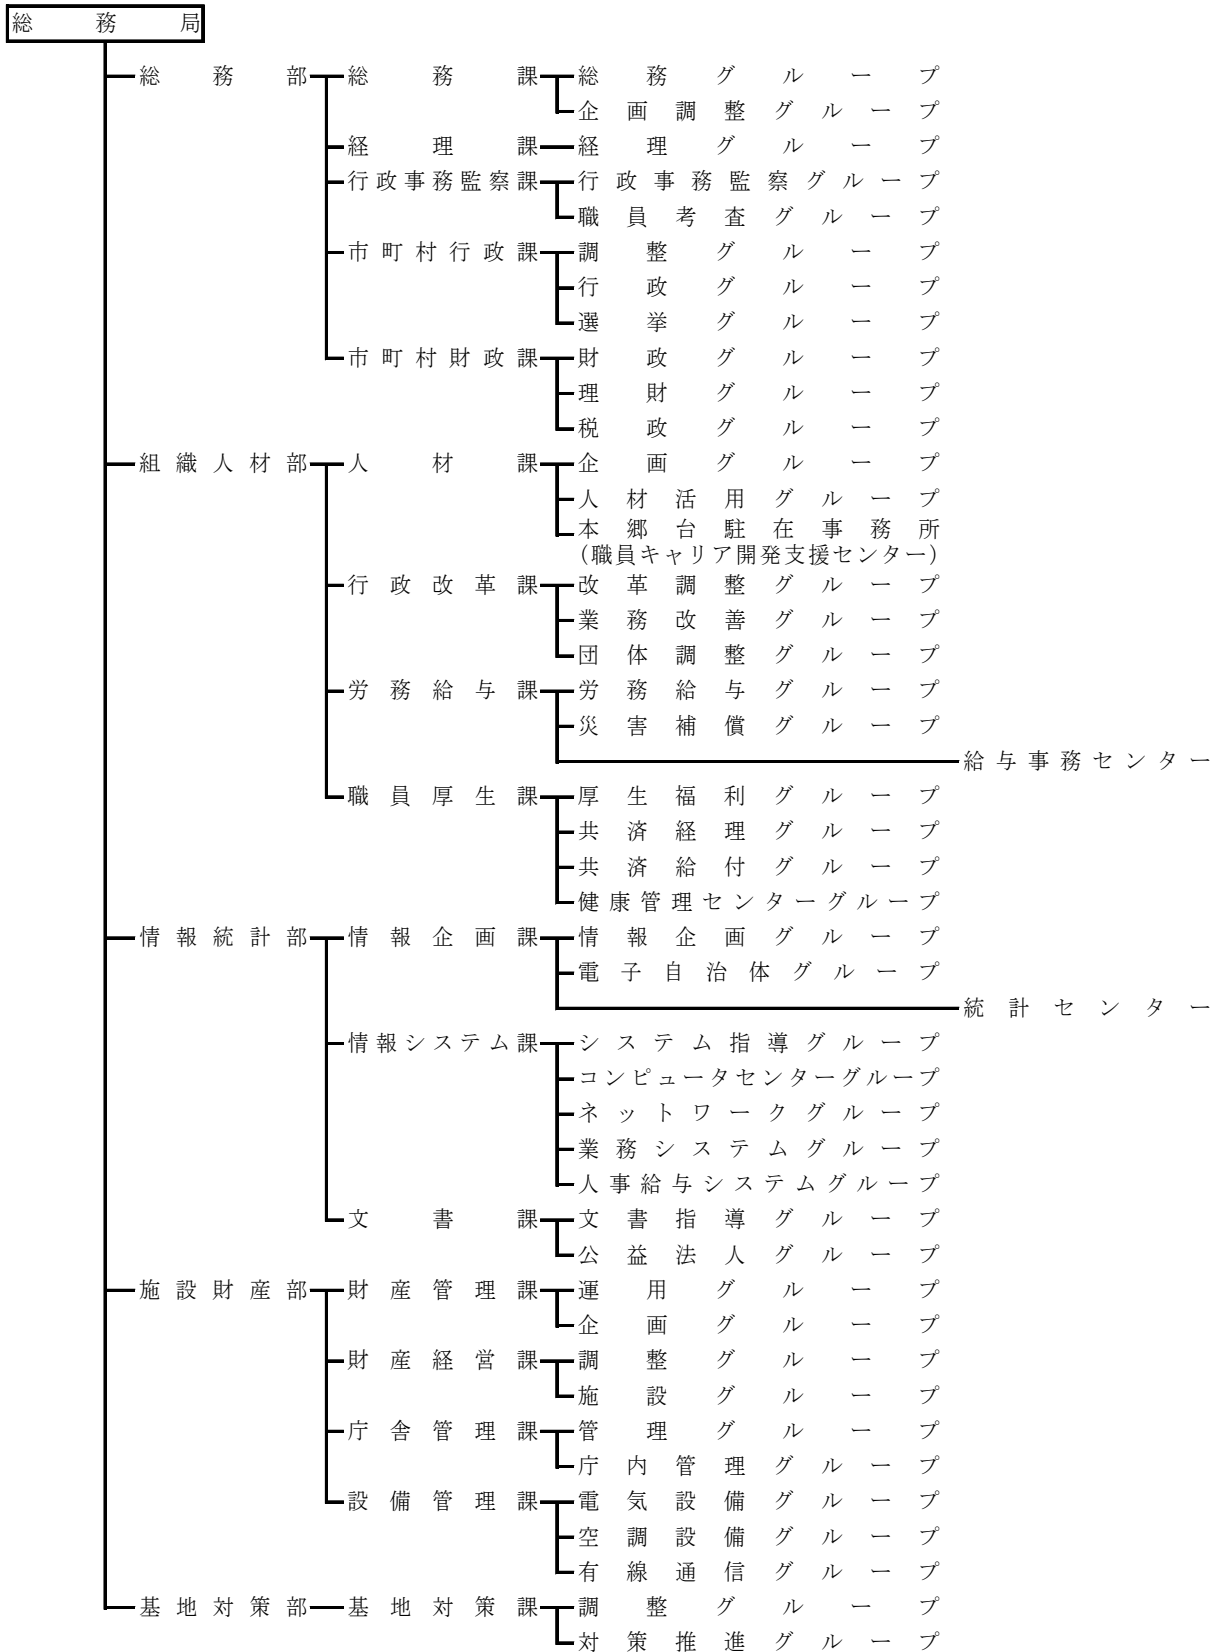 総務局
総務部 総務課 総務グループ
企画調整グループ
経理課 経理グループ
行政事務監察課 行政事務監察グループ
職員考査グループ
市町村行政課 調整グループ
行政グループ
選挙グループ
市町村財政課 財政グループ
理財グループ
税政グループ
組織人材部 人材課 企画グループ
人材活用グループ
本郷台駐在事務所
(職員キャリア開発支援センター)
行政改革課 改革調整グループ
業務改善グループ
団体調整グループ
労務給与課 労務給与グループ
災害補償グループ
給与事務センター
職員厚生課 厚生福利グループ
共済経理グループ
共済給付グループ
健康管理センターグループ
情報統計部 情報企画課 情報企画グループ
電子自治体グループ
統計センター
情報システム課 システム指導グループ
コンピュータセンターグループ
ネットワークグループ
業務システムグループ
人事給与システムグループ
文書課 文書指導グループ
公益法人グループ
施設財産部 財産管理課 運用グループ
企画グループ
財産経営課 調整グループ
施設グループ
庁舎管理課 管理グループ
庁内管理グループ
設備管理課 電気設備グループ
空調設備グループ
有線通信グループ
基地対策部 基地対策課 調整グループ
対策推進グループ